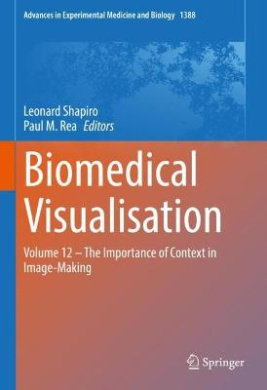 Advances in Experimental Medicine and Biology 1388
Leonard Shapiro
Paul M. Rea Editors
Biomedical
Visualisation
Volume 12 – The Importance of Context in
Image-Making
Springer